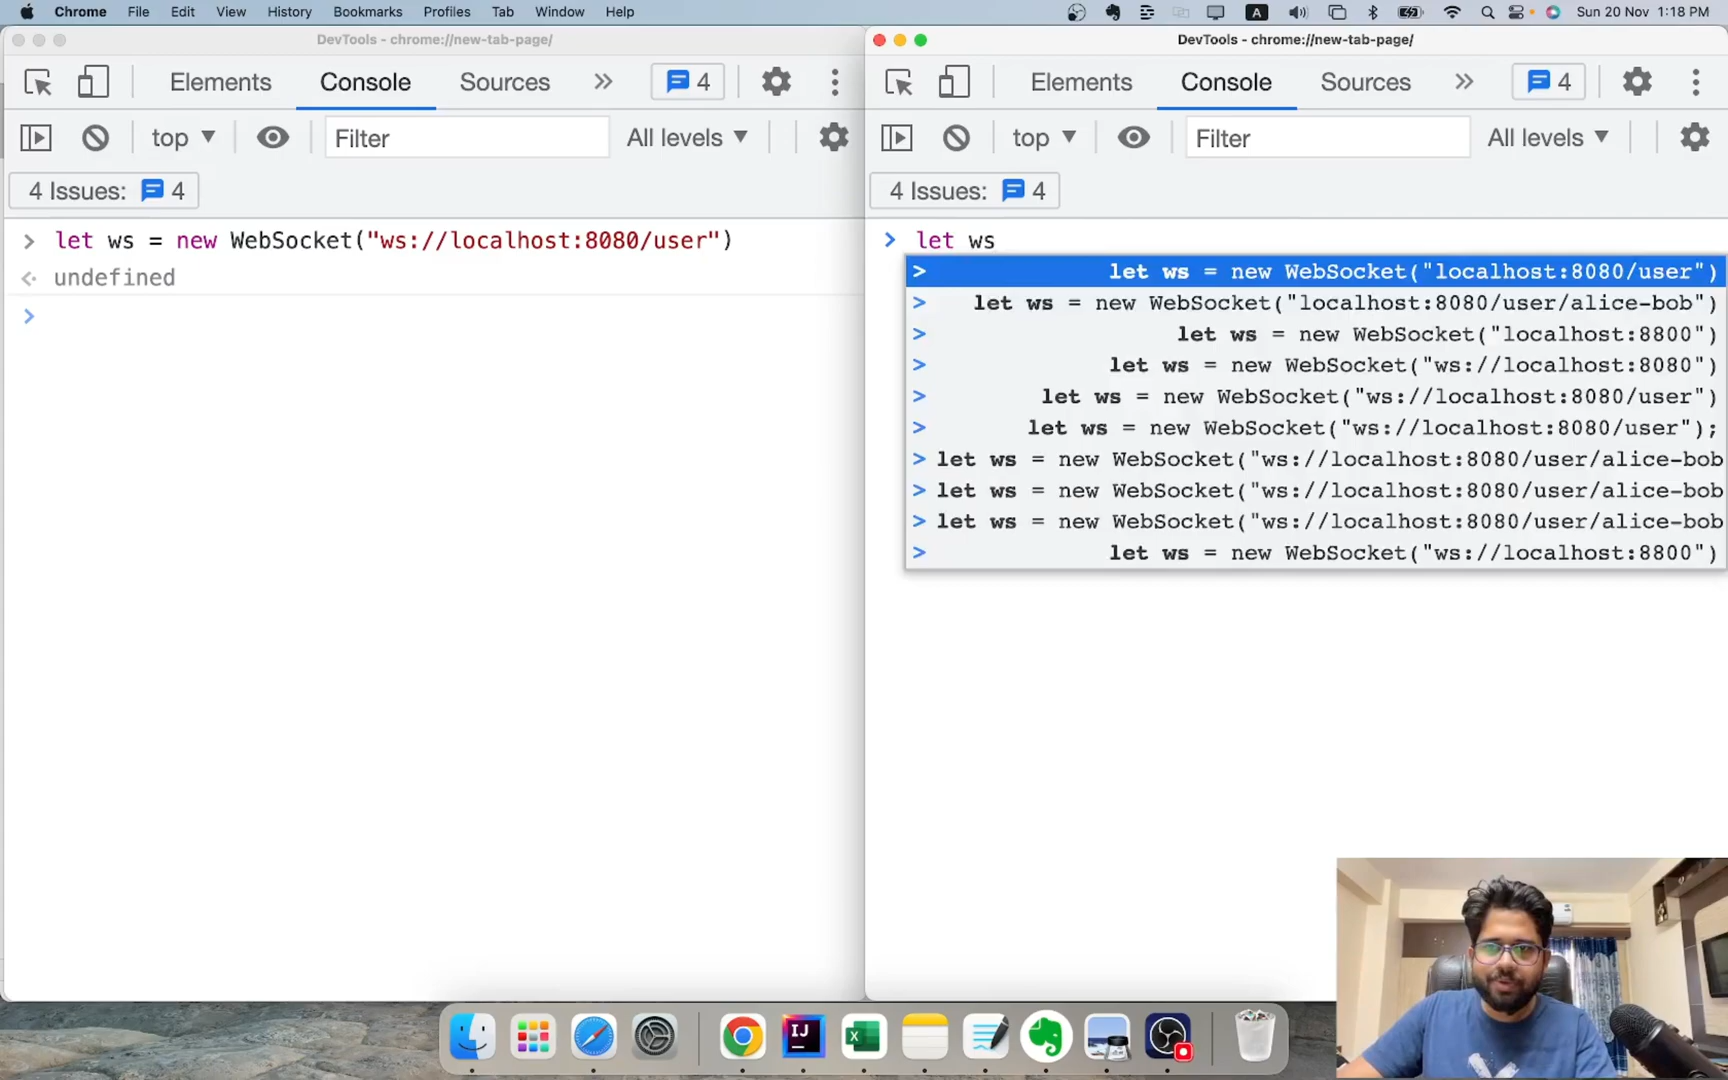 Chrome File Edit View History Bookmarks Profiles Tab Window Help A Sun 20 Nov 1:18 PM
DevTools - chrome://new-tab-page/
Elements Console Sources » 4
top ▼ Filter All levels ▼
4 Issues: 4
> let ws = new WebSocket("ws://localhost:8080/user")
undefined
>
DevTools - chrome://new-tab-page/
Elements Console Sources » 4
top ▼ Filter All levels ▼
4 Issues: 4
> let ws
> let ws = new WebSocket("localhost:8080/user")
> let ws = new WebSocket("localhost:8080/user/alice-bob")
> let ws = new WebSocket("localhost:8800")
> let ws = new WebSocket("ws://localhost:8080")
> let ws = new WebSocket("ws://localhost:8080/user")
> let ws = new WebSocket("ws://localhost:8080/user");
> let ws = new WebSocket("ws://localhost:8080/user/alice-bob
> let ws = new WebSocket("ws://localhost:8080/user/alice-bob
> let ws = new WebSocket("ws://localhost:8080/user/alice-bob
> let ws = new WebSocket("ws://localhost:8800")
IJ
X